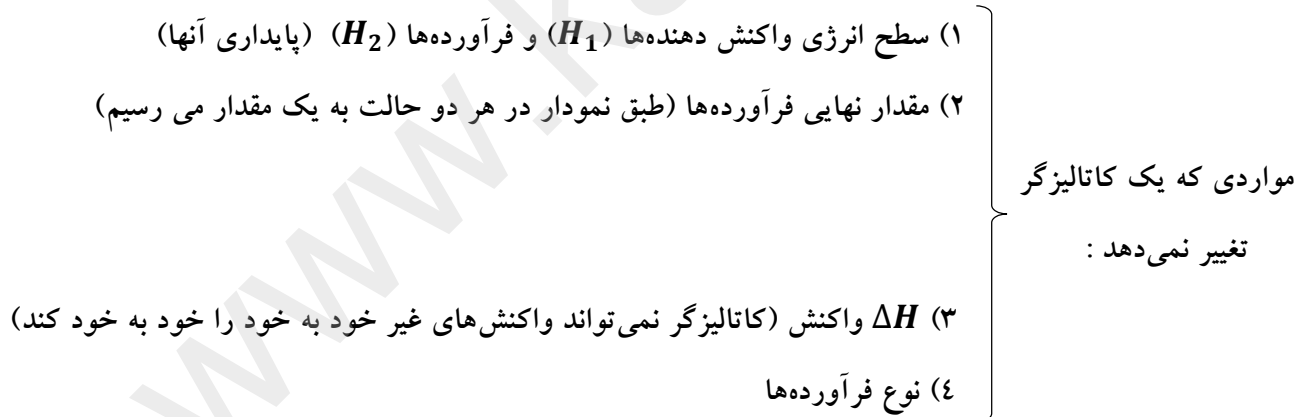 ۱) سطح انرژی واکنش دهنده‌ها (H₁) و فرآورده‌ها (H₂) (پایداری آنها)
۲) مقدار نهایی فرآورده‌ها (طبق نمودار در هر دو حالت به یک مقدار می رسیم)
مواردی که یک کاتالیزگر
تغییر نمی‌دهد :
۳) ΔH واکنش (کاتالیزگر نمی‌تواند واکنش‌های غیر خود به خود را خود به خود کند)
٤) نوع فرآورده‌ها
www.k